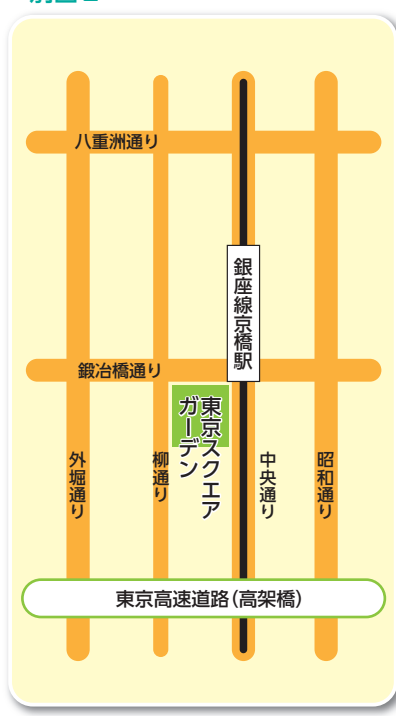 八重洲通り
銀座線京橋駅
鍛冶橋通り
東京スクエア
ガーデン
外堀通り
柳通り
中央通り
昭和通り
東京高速道路(高架橋)